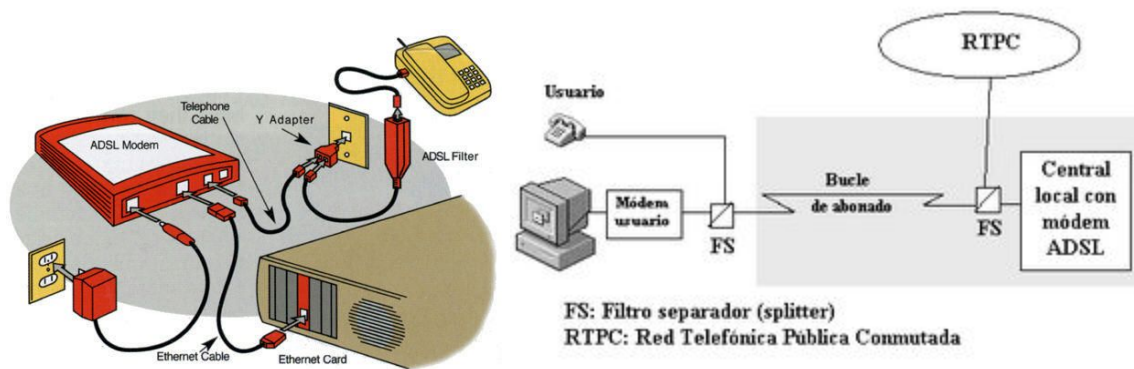 Telephone
Cable
Y Adapter
ADSL Modem
ADSL Filter
Ethernet Cable
Ethernet Card
RTPC
Usuario
Módem
usuario
FS
Bucle
de abonado
FS
Central
local con
módem
ADSL
FS: Filtro separador (splitter)
RTPC: Red Telefónica Pública Conmutada